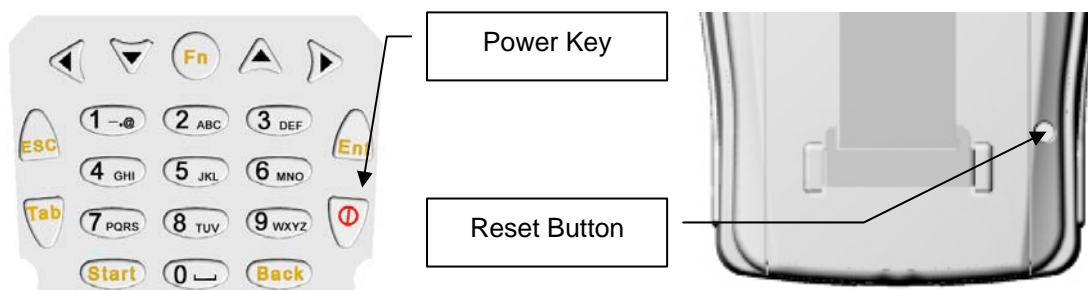 Fn
Power Key
1 -.@ 2 ABC 3 DEF
ESC Ent
4 GHI 5 JKL 6 MNO
Tab
7 PQRS 8 TUV 9 WXYZ
Reset Button
Start 0 Back